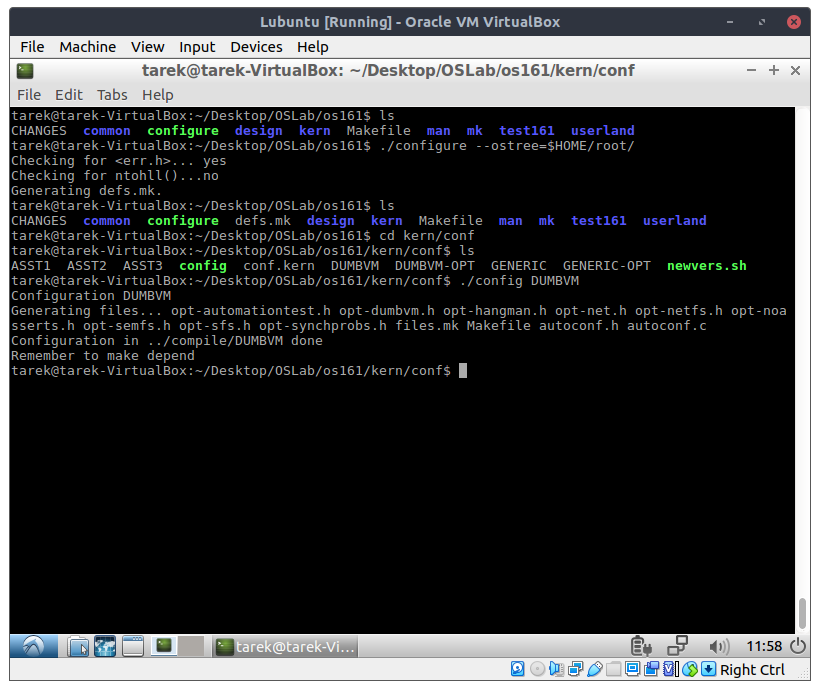 Lubuntu [Running] - Oracle VM VirtualBox
File Machine View Input Devices Help
tarek@tarek-VirtualBox: ~/Desktop/OSLab/os161/kern/conf
File Edit Tabs Help
tarek@tarek-VirtualBox:~/Desktop/OSLab/os161$ ls
CHANGES common configure design kern Makefile man mk test161 userland
tarek@tarek-VirtualBox:~/Desktop/OSLab/os161$ ./configure --ostree=$HOME/root/
Checking for <err.h>... yes
Checking for ntohll()...no
Generating defs.mk.
tarek@tarek-VirtualBox:~/Desktop/OSLab/os161$ ls
CHANGES common configure defs.mk design kern Makefile man mk test161 userland
tarek@tarek-VirtualBox:~/Desktop/OSLab/os161$ cd kern/conf
tarek@tarek-VirtualBox:~/Desktop/OSLab/os161/kern/conf$ ls
ASST1 ASST2 ASST3 config conf.kern DUMBVM DUMBVM-OPT GENERIC GENERIC-OPT newvers.sh
tarek@tarek-VirtualBox:~/Desktop/OSLab/os161/kern/conf$ ./config DUMBVM
Configuration DUMBVM
Generating files... opt-automationtest.h opt-dumbvm.h opt-hangman.h opt-net.h opt-netfs.h opt-noa
sserts.h opt-semfs.h opt-sfs.h opt-synchprobs.h files.mk Makefile autoconf.h autoconf.c
Configuration in ../compile/DUMBVM done
Remember to make depend
tarek@tarek-VirtualBox:~/Desktop/OSLab/os161/kern/conf$
tarek@tarek-Vi...
11:58
Right Ctrl